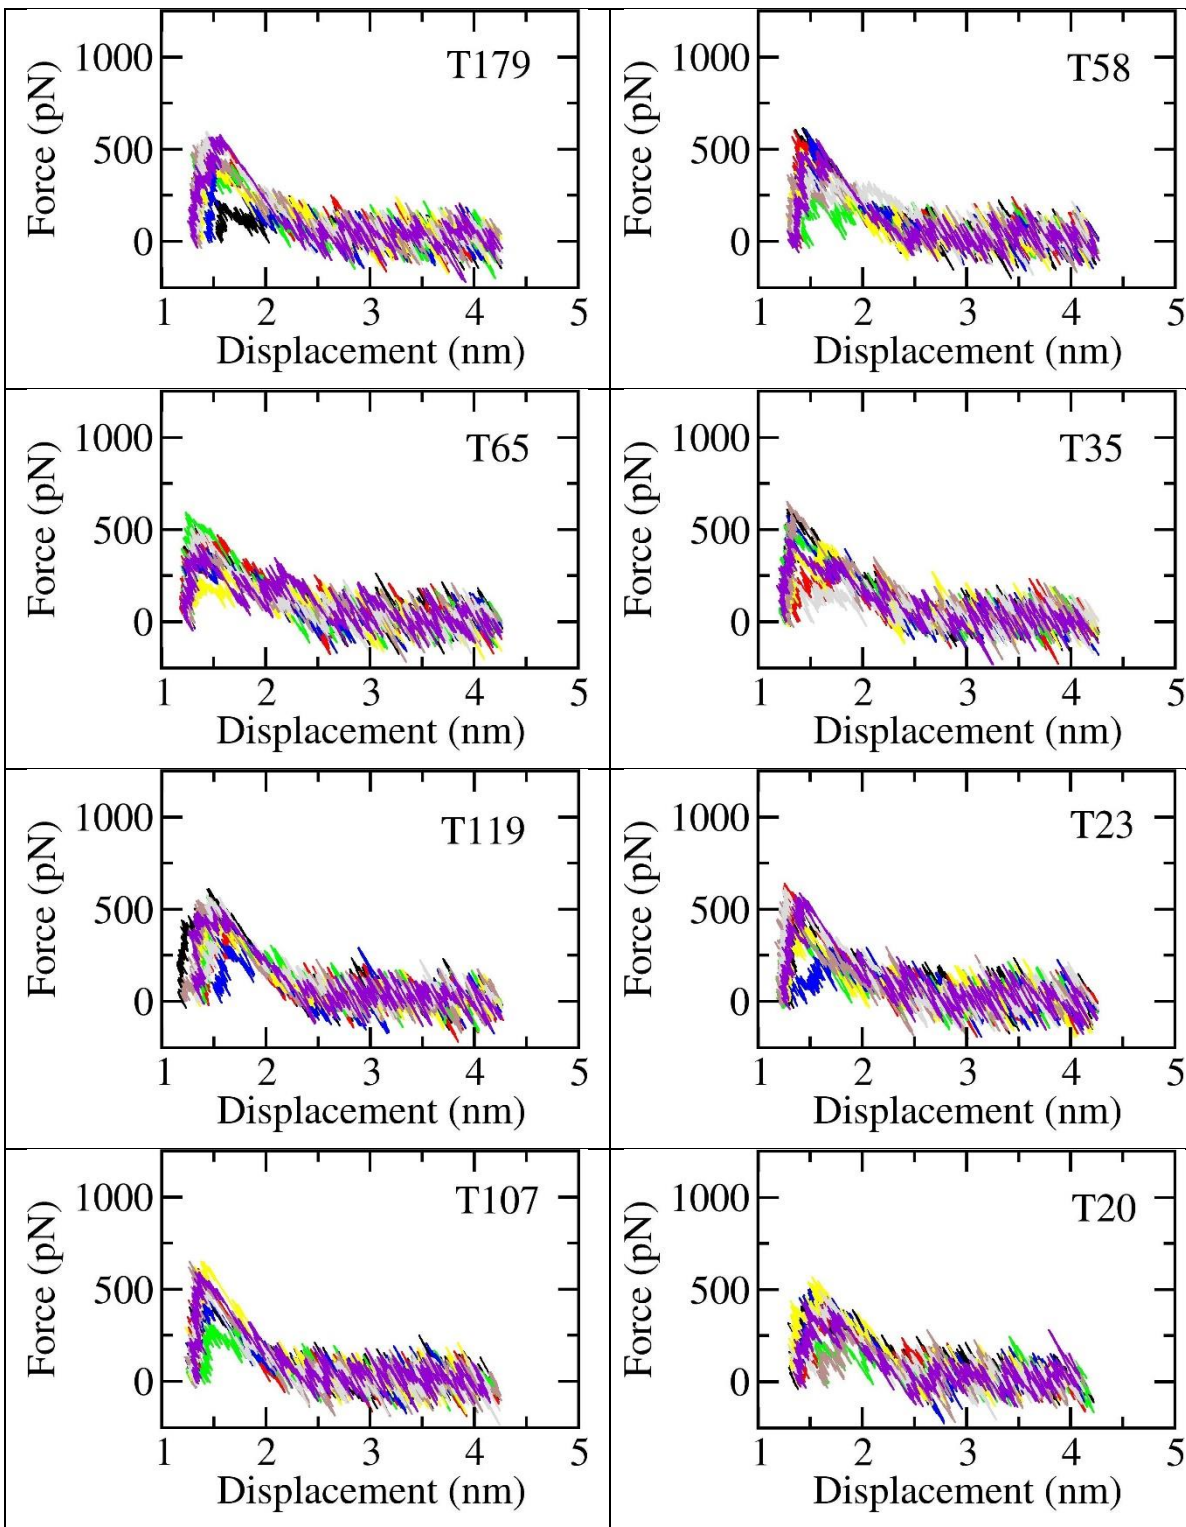 1000
T179
Force (pN)
500
0
1 2 3 4 5
Displacement (nm)
1000
T58
Force (pN)
500
0
1 2 3 4 5
Displacement (nm)
1000
T65
Force (pN)
500
0
1 2 3 4 5
Displacement (nm)
1000
T35
Force (pN)
500
0
1 2 3 4 5
Displacement (nm)
1000
T119
Force (pN)
500
0
1 2 3 4 5
Displacement (nm)
1000
T23
Force (pN)
500
0
1 2 3 4 5
Displacement (nm)
1000
T107
Force (pN)
500
0
1 2 3 4 5
Displacement (nm)
1000
T20
Force (pN)
500
0
1 2 3 4 5
Displacement (nm)